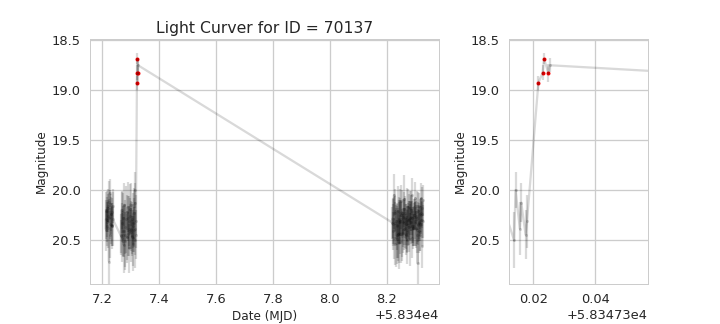 Light Curver for ID = 70137
18.5
19.0
19.5
20.0
20.5
Magnitude
7.2 7.4 7.6 7.8 8.0 8.2
Date (MJD)
+5.834e4
18.5
19.0
19.5
20.0
20.5
Magnitude
0.02 0.04
+5.83473e4